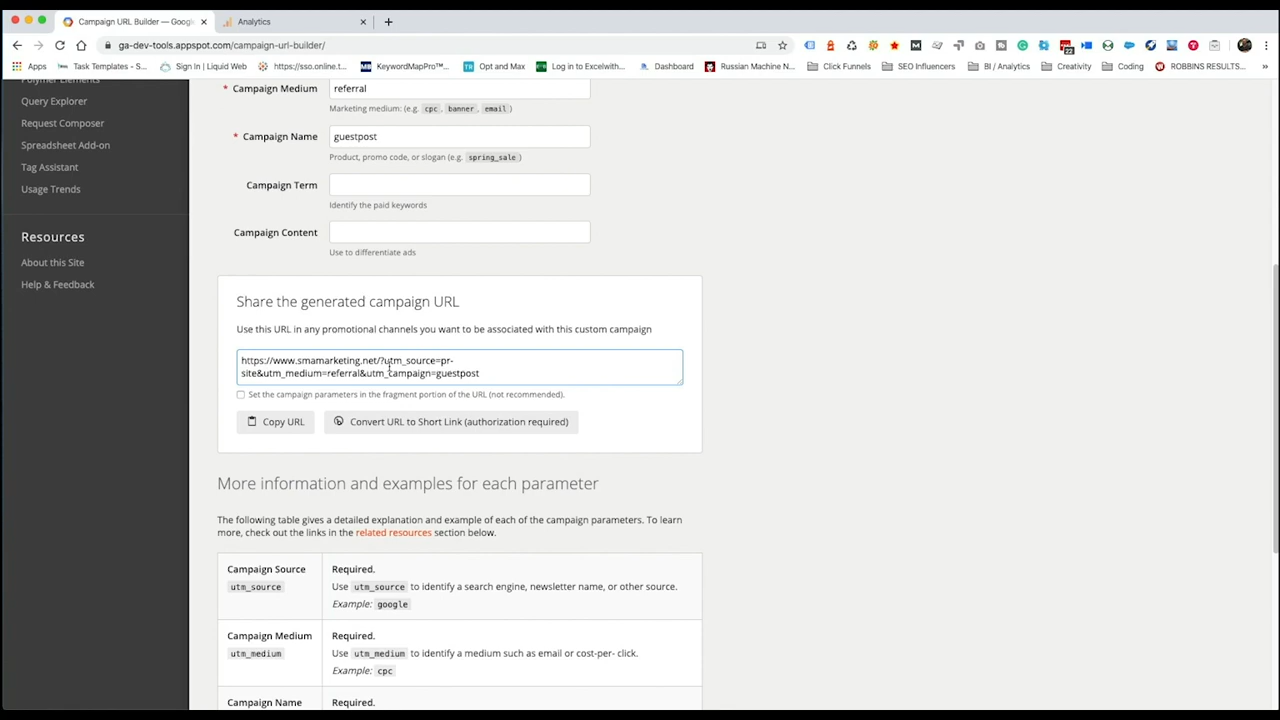 Campaign URL Builder — Googl
Analytics
ga-dev-tools.appspot.com/campaign-url-builder/
Apps
Task Templates - S...
Sign in | Liquid Web
https://sso.online.t...
KeywordMapPro™...
Opt and Max
Log in to Excelwith...
Dashboard
Russian Machine N...
Click Funnels
SEO Influencers
BI / Analytics
Creativity
Coding
ROBBINS RESULTS...
»
Polymer Elements
Query Explorer
Request Composer
Spreadsheet Add-on
Tag Assistant
Usage Trends
Resources
About this Site
Help & Feedback
* Campaign Medium
referral
Marketing medium: (e.g. cpc, banner, email)
* Campaign Name
guestpost
Product, promo code, or slogan (e.g. spring_sale)
Campaign Term
Identify the paid keywords
Campaign Content
Use to differentiate ads
Share the generated campaign URL
Use this URL in any promotional channels you want to be associated with this custom campaign
https://www.smamarketing.net/?utm_source=pr-
site&utm_medium=referral&utm_campaign=guestpost
Set the campaign parameters in the fragment portion of the URL (not recommended).
Copy URL
Convert URL to Short Link (authorization required)
More information and examples for each parameter
The following table gives a detailed explanation and example of each of the campaign parameters. To learn
more, check out the links in the related resources section below.
Campaign Source
utm_source
Required.
Use utm_source to identify a search engine, newsletter name, or other source.
Example: google
Campaign Medium
utm_medium
Required.
Use utm_medium to identify a medium such as email or cost-per- click.
Example: cpc
Campaign Name
Required.